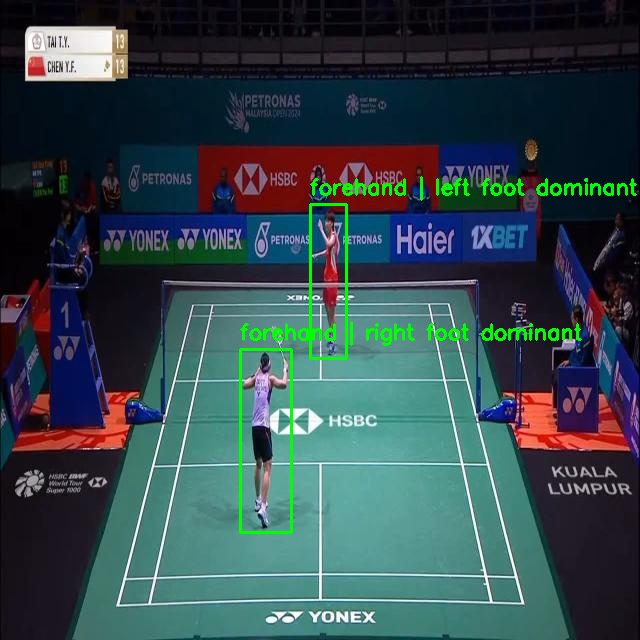 TAI T.Y. 13
CHEN Y.F. 13
PETRONAS
MALAYSIA OPEN 2024
PETRONAS
HSBC
HSBC
YONEX
forehand | left foot dominant
YONEX
YONEX
PETRONAS
PETRONAS
Haier
1XBET
YONEX
1
forehand | right foot dominant
HSBC
HSBC BWF
World Tour
Super 1000
KUALA
LUMPUR
YONEX